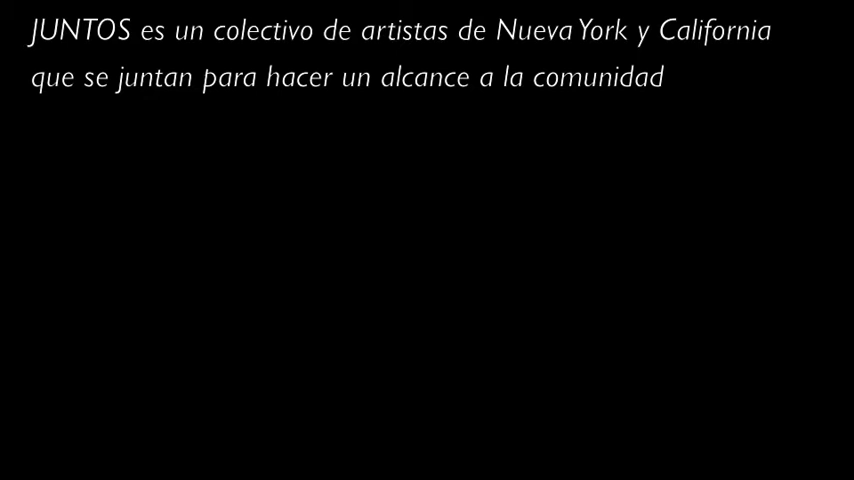 JUNTOS es un colectivo de artistas de Nueva York y California
que se juntan para hacer un alcance a la comunidad